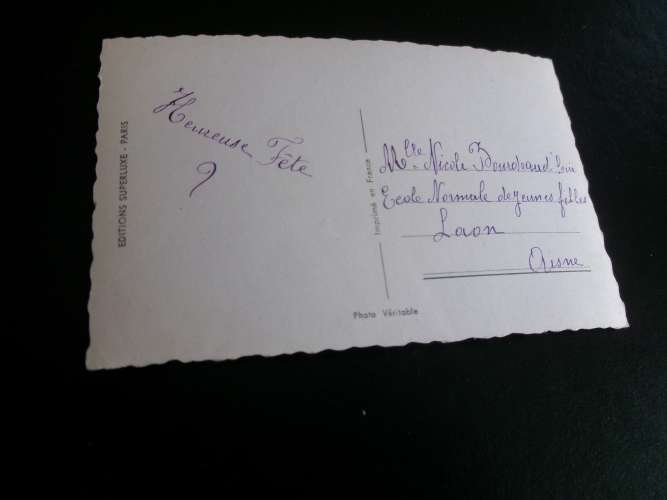 EDITIONS SUPERLUXE - PARIS
Heureuse Fête
?
Imprimé en France
Photo Véritable
Mlle Nicole
Ecole Normale de jeunes filles
Laon
Aisne